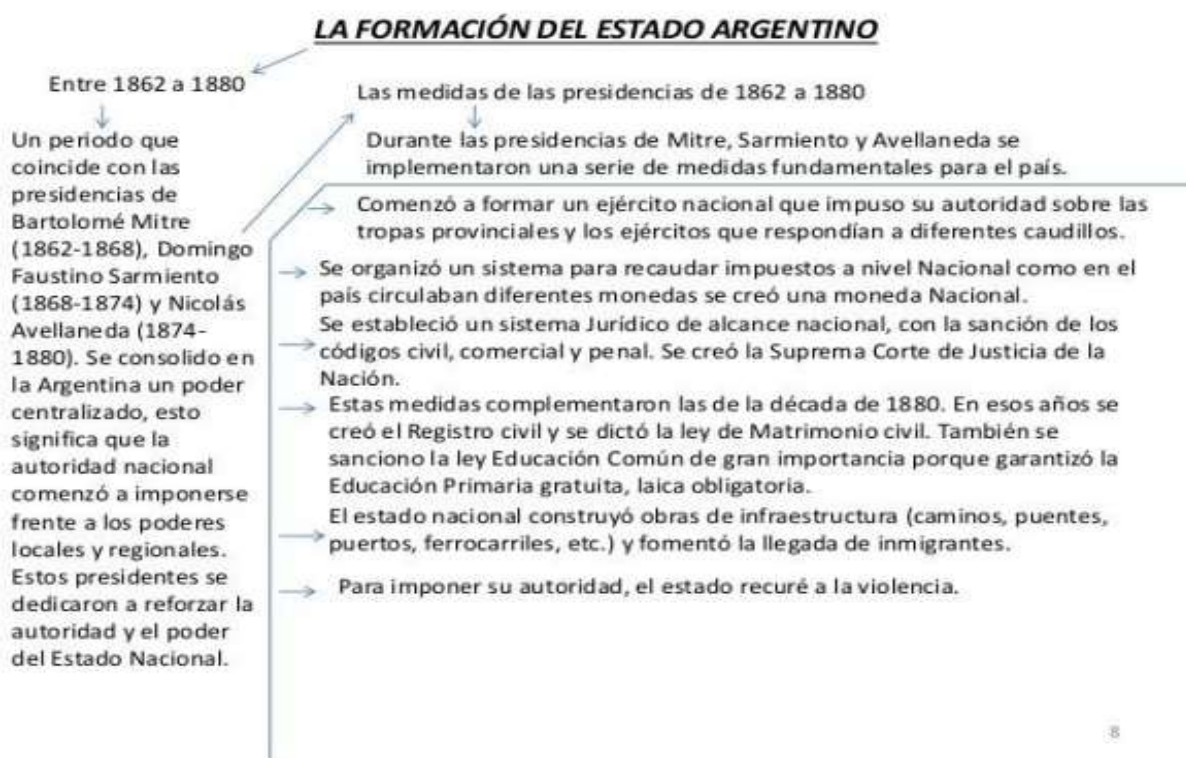 LA FORMACIÓN DEL ESTADO ARGENTINO
Entre 1862 a 1880
Un periodo que
coincide con las
presidencias de
Bartolomé Mitre
(1862-1868), Domingo
Faustino Sarmiento
(1868-1874) y Nicolás
Avellaneda (1874-
1880). Se consolido en
la Argentina un poder
centralizado, esto
significa que la
autoridad nacional
comenzó a imponerse
frente a los poderes
locales y regionales.
Estos presidentes se
dedicaron a reforzar la
autoridad y el poder
del Estado Nacional.
Las medidas de las presidencias de 1862 a 1880
Durante las presidencias de Mitre, Sarmiento y Avellaneda se
implementaron una serie de medidas fundamentales para el país.
Comenzó a formar un ejército nacional que impuso su autoridad sobre las
tropas provinciales y los ejércitos que respondían a diferentes caudillos.
Se organizó un sistema para recaudar impuestos a nivel Nacional como en el
país circulaban diferentes monedas se creó una moneda Nacional.
Se estableció un sistema Jurídico de alcance nacional, con la sanción de los
códigos civil, comercial y penal. Se creó la Suprema Corte de Justicia de la
Nación.
Estas medidas complementaron las de la década de 1880. En esos años se
creó el Registro civil y se dictó la ley de Matrimonio civil. También se
sanciono la ley Educación Común de gran importancia porque garantizó la
Educación Primaria gratuita, laica obligatoria.
El estado nacional construyó obras de infraestructura (caminos, puentes,
puertos, ferrocarriles, etc.) y fomentó la llegada de inmigrantes.
Para imponer su autoridad, el estado recuré a la violencia.
8